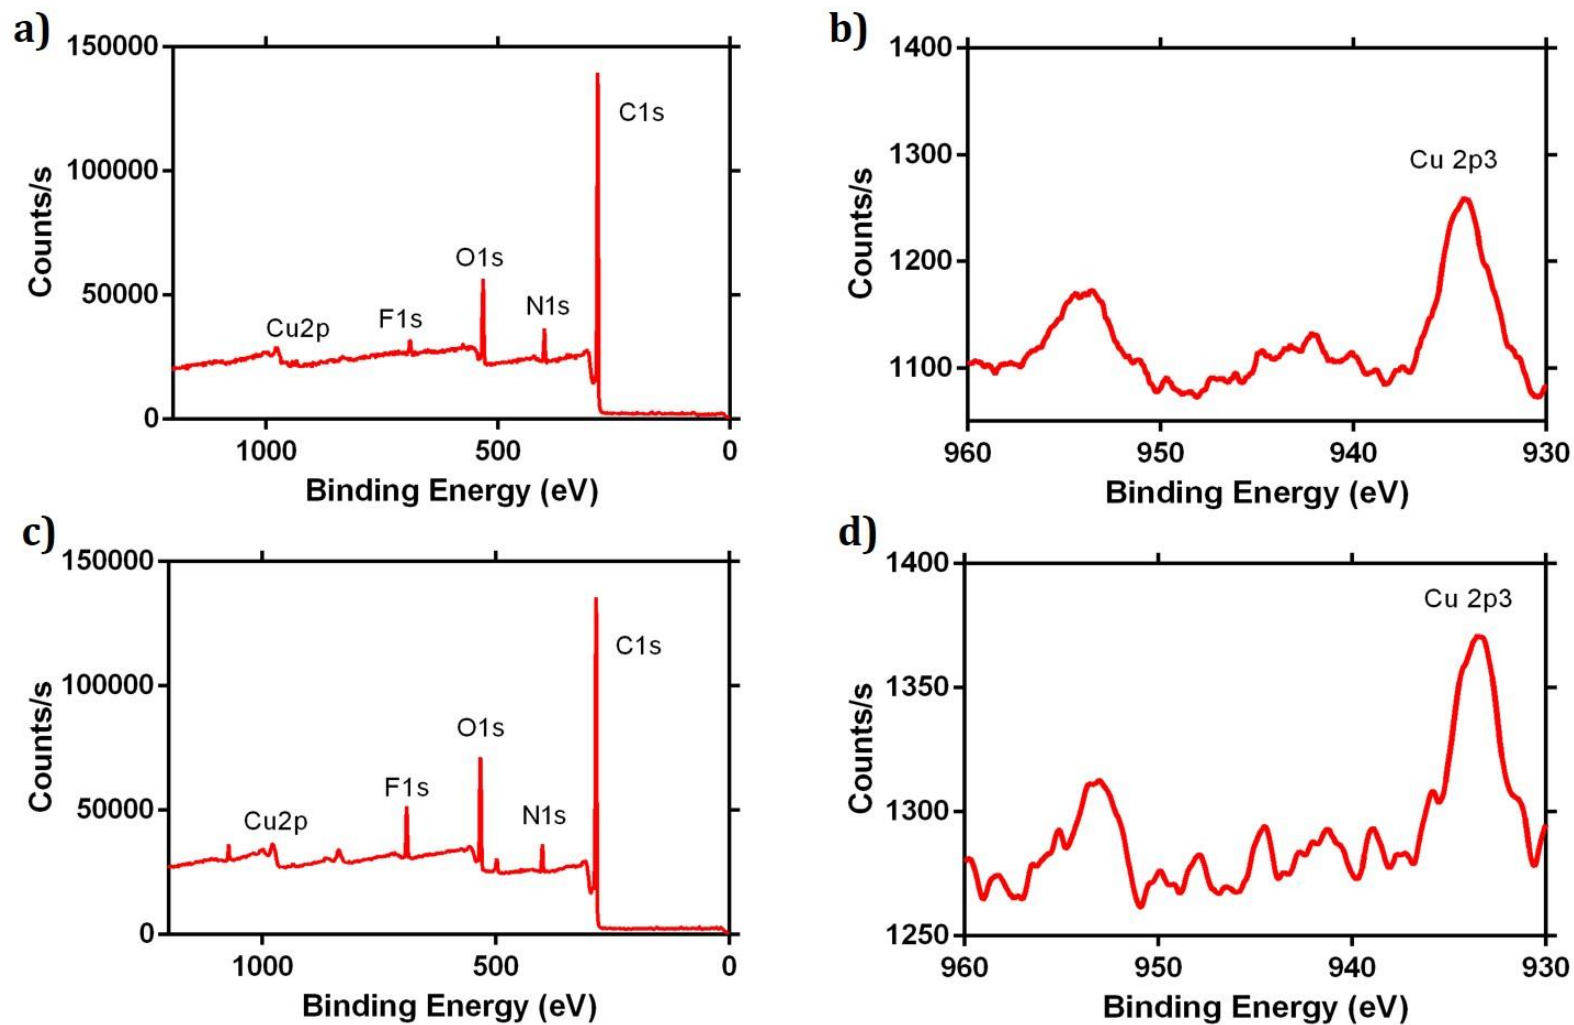 a)
150000
100000
50000
0
Counts/s
C1s
O1s
N1s
F1s
Cu2p
1000
500
0
Binding Energy (eV)
b)
1400
1300
1200
1100
Counts/s
Cu 2p3
960
950
940
930
Binding Energy (eV)
c)
150000
100000
50000
0
Counts/s
C1s
O1s
F1s
N1s
Cu2p
1000
500
0
Binding Energy (eV)
d)
1400
1350
1300
1250
Counts/s
Cu 2p3
960
950
940
930
Binding Energy (eV)